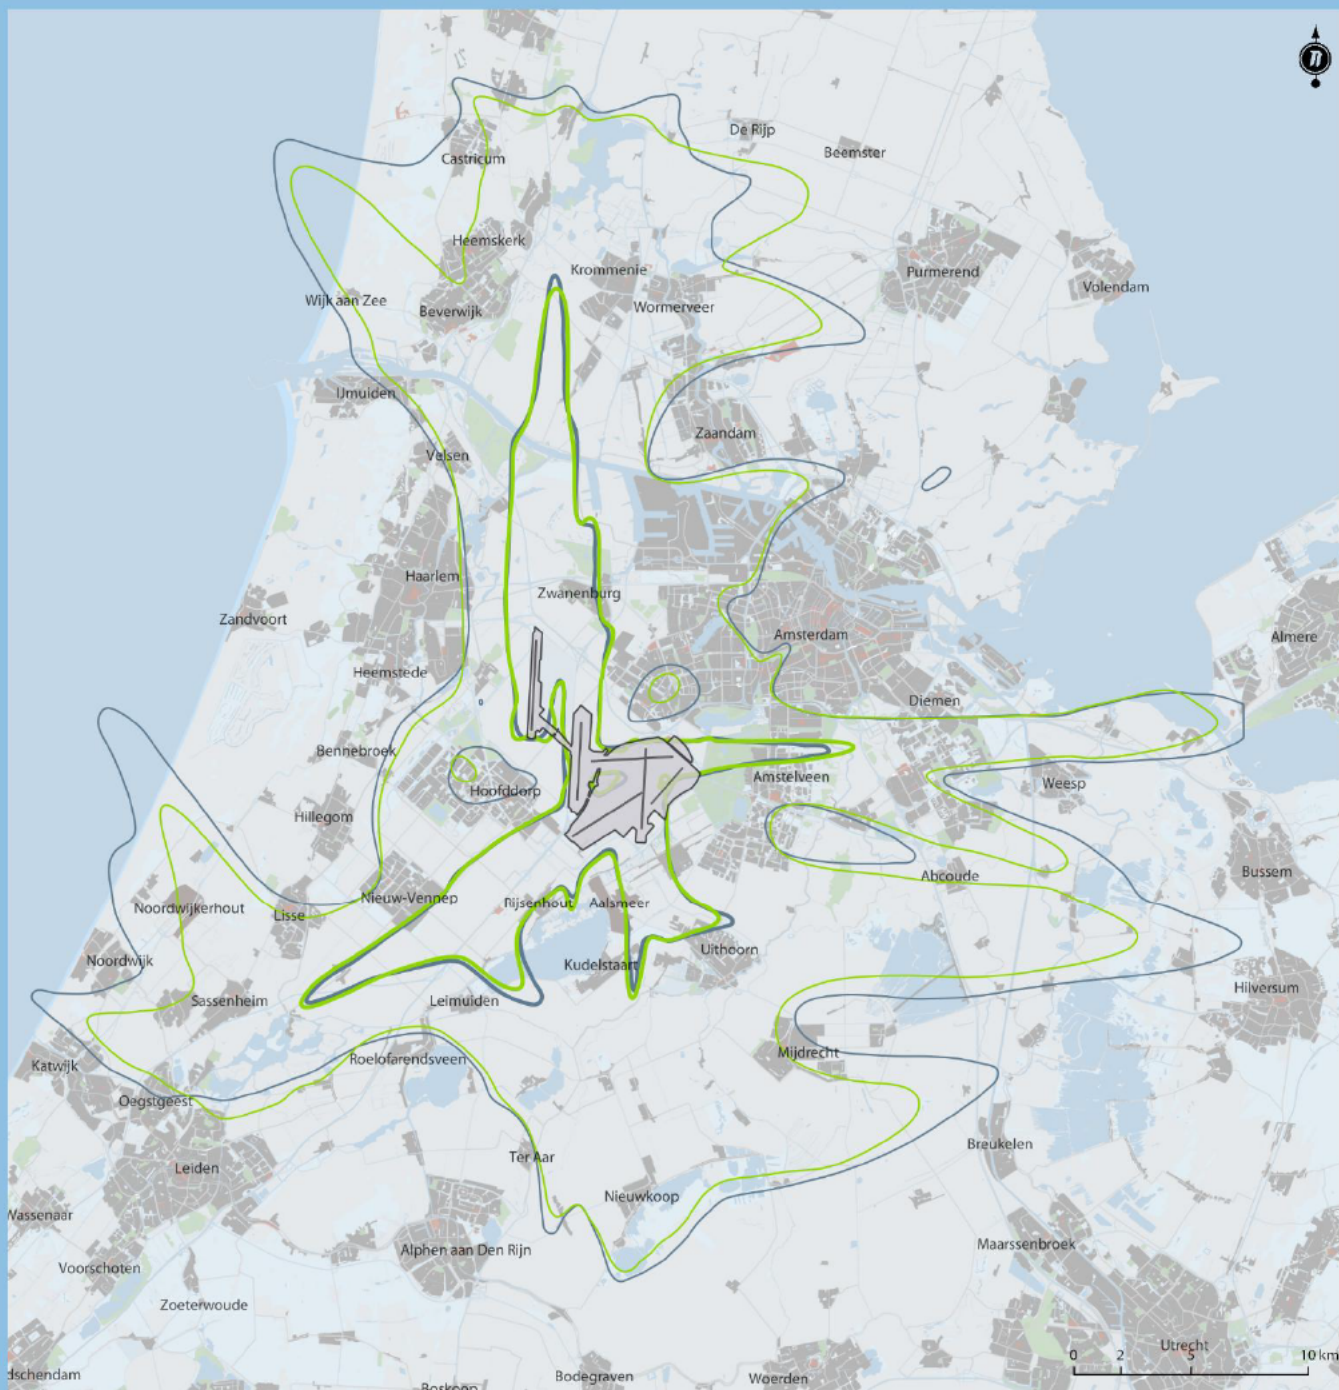 De Rijp
Beemster
Castricum
Heemskerk
Krommenie
Purmerend
Volendam
Wijk aan Zee
Beverwijk
Wormerveer
IJmuiden
Zaandam
Velsen
Haarlem
Zwanenburg
Zandvoort
Amsterdam
Almere
Heemstede
Diemen
Bennebroek
Amstelveen
Weesp
Hoofddorp
Hillegom
Abcoude
Bussem
Nieuw-Vennep
Rijsenhout
Aalsmeer
Noordwijkerhout
Lisse
Uithoorn
Noordwijk
Kudelstaart
Sassenheim
Leimuiden
Hilversum
Roelofarendsveen
Mijdrecht
Katwijk
Oegstgeest
Breukelen
Ter Aar
Leiden
Nieuwkoop
Wassenaar
Maarssenbroek
Alphen aan Den Rijn
Voorschoten
Zoeterwoude
Utrecht
0 2 5 10 km
dschendam
Bodegraven
Woerden
Boskoop